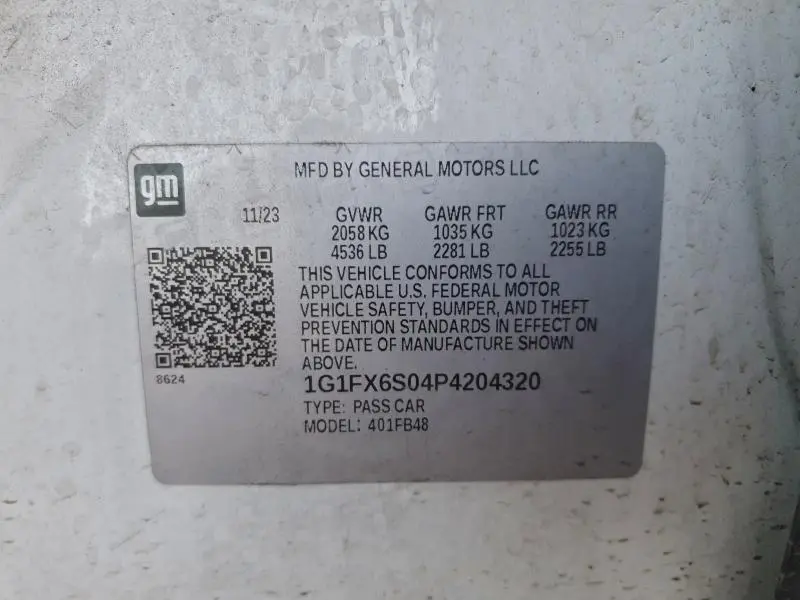 gm
MFD BY GENERAL MOTORS LLC
11/23 GVWR GAWR FRT GAWR RR
2058 KG 1035 KG 1023 KG
4536 LB 2281 LB 2255 LB
THIS VEHICLE CONFORMS TO ALL
APPLICABLE U.S. FEDERAL MOTOR
VEHICLE SAFETY, BUMPER, AND THEFT
PREVENTION STANDARDS IN EFFECT ON
THE DATE OF MANUFACTURE SHOWN
ABOVE.
8624
1G1FX6S04P4204320
TYPE: PASS CAR
MODEL: 401FB48